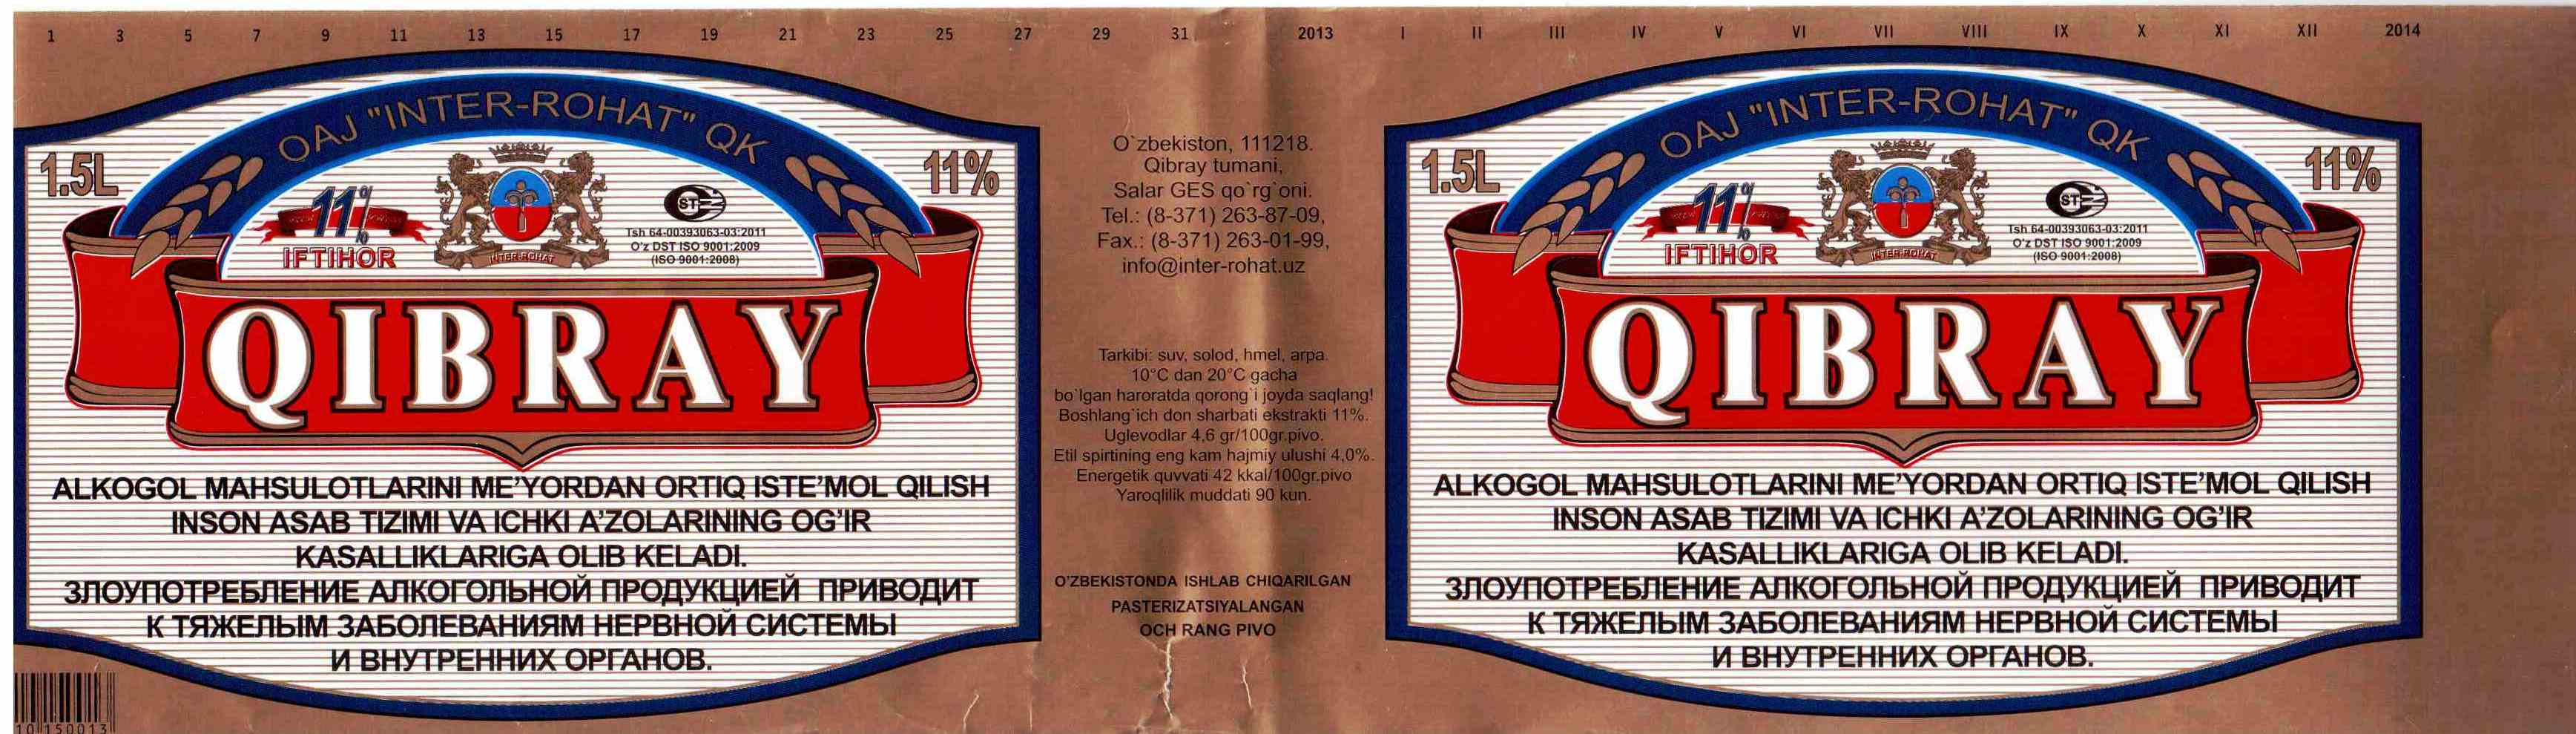 1 3 5 7 9 11 13 15 17 19 21 23 25 27 29 31 2013 I II III IV V VI VII VIII IX X XI XII 2014
OAJ "INTER-ROHAT" QK
1.5L
11%
11%
IFTIHOR
INTER-ROHAT
ST
Tsh 64-00393063-03:2011
O'z DST ISO 9001:2009
(ISO 9001:2008)
QIBRAY
ALKOGOL MAHSULOTLARINI ME'YORDAN ORTIQ ISTE'MOL QILISH
INSON ASAB TIZIMI VA ICHKI A'ZOLARINING OG'IR
KASALLIKLARIGA OLIB KELADI.
ЗЛОУПОТРЕБЛЕНИЕ АЛКОГОЛЬНОЙ ПРОДУКЦИЕЙ ПРИВОДИТ
К ТЯЖЕЛЫМ ЗАБОЛЕВАНИЯМ НЕРВНОЙ СИСТЕМЫ
И ВНУТРЕННИХ ОРГАНОВ.
10150013
O`zbekiston, 111218.
Qibray tumani,
Salar GES qo`rg`oni.
Tel.: (8-371) 263-87-09,
Fax.: (8-371) 263-01-99,
info@inter-rohat.uz
Tarkibi: suv, solod, hmel, arpa.
10°C dan 20°C gacha
bo`lgan haroratda qorong`i joyda saqlang!
Boshlang`ich don sharbati ekstrakti 11%.
Uglevodlar 4,6 gr/100gr.pivo.
Etil spirtining eng kam hajmiy ulushi 4,0%.
Energetik quvvati 42 kkal/100gr.pivo
Yaroqlilik muddati 90 kun.
O'ZBEKISTONDA ISHLAB CHIQARILGAN
PASTERIZATSIYALANGAN
OCH RANG PIVO
OAJ "INTER-ROHAT" QK
1.5L
11%
11%
IFTIHOR
INTER-ROHAT
ST
Tsh 64-00393063-03:2011
O'z DST ISO 9001:2009
(ISO 9001:2008)
QIBRAY
ALKOGOL MAHSULOTLARINI ME'YORDAN ORTIQ ISTE'MOL QILISH
INSON ASAB TIZIMI VA ICHKI A'ZOLARINING OG'IR
KASALLIKLARIGA OLIB KELADI.
ЗЛОУПОТРЕБЛЕНИЕ АЛКОГОЛЬНОЙ ПРОДУКЦИЕЙ ПРИВОДИТ
К ТЯЖЕЛЫМ ЗАБОЛЕВАНИЯМ НЕРВНОЙ СИСТЕМЫ
И ВНУТРЕННИХ ОРГАНОВ.